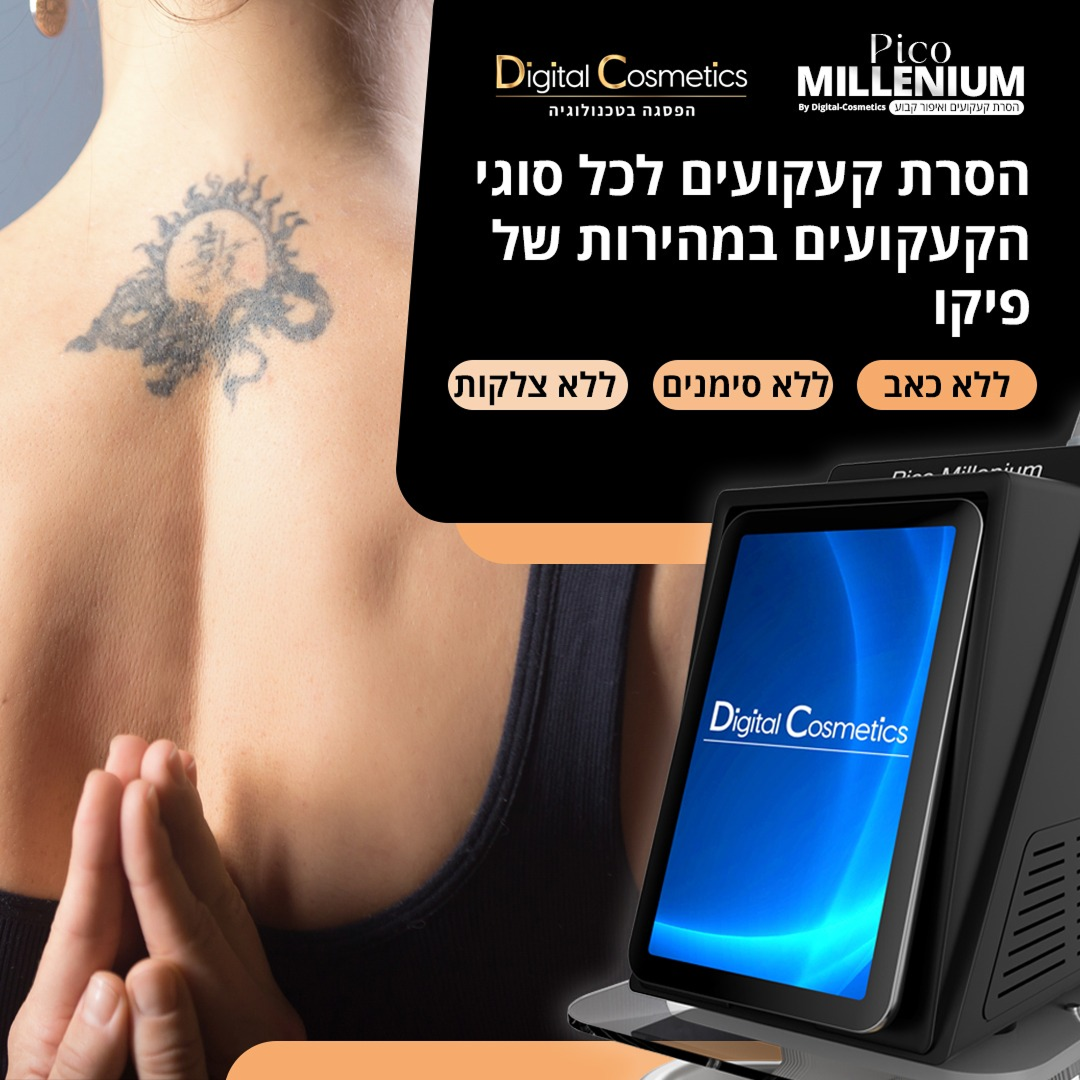 Digital Cosmetics
הפסגה בטכנולוגיה
Pico
MILLENIUM
By Digital-Cosmetics הסרת קעקועים ואיפור קבוע
הסרת קעקועים לכל סוגי
הקעקועים במהירות של
פיקו
ללא כאב
ללא סימנים
ללא צלקות
Pico Millenium
Digital Cosmetics